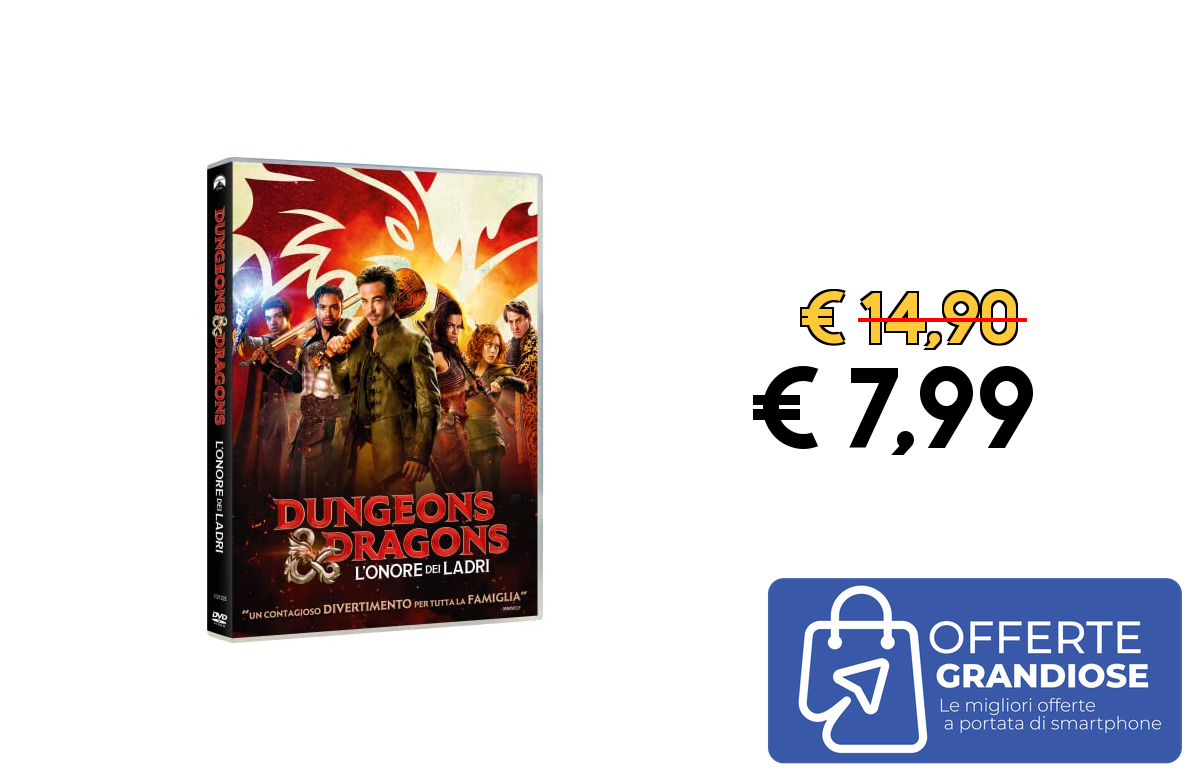 DUNGEONS & DRAGONS L'ONORE DEI LADRI
DVD
VIDEO
DUNGEONS
& DRAGONS
L'ONORE DEI LADRI
"UN CONTAGIOSO DIVERTIMENTO PER TUTTA LA FAMIGLIA"
€ 14,90
€ 7,99
OFFERTE
GRANDIOSE
Le migliori offerte
a portata di smartphone